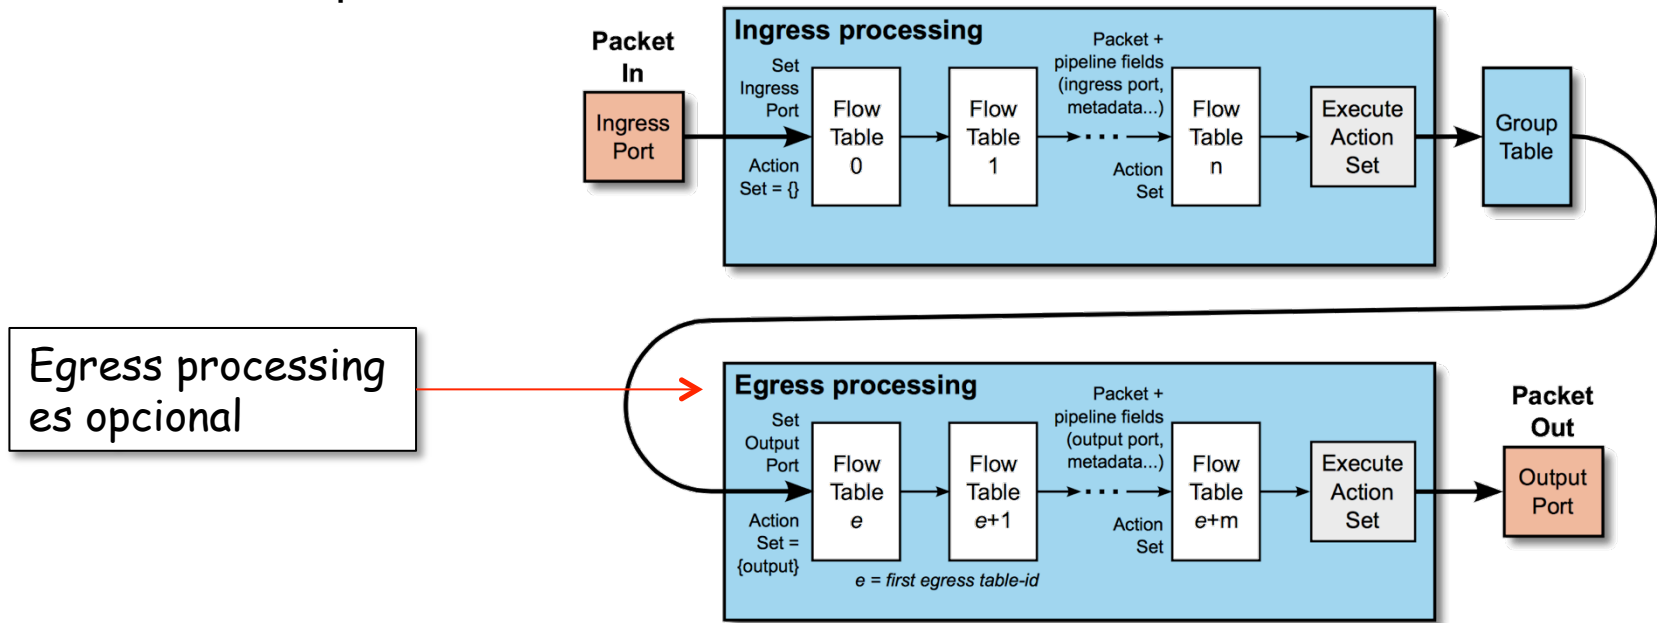 Packet
In
Ingress
Port
Ingress processing
Set
Ingress
Port
Action
Set = {}
Flow
Table
0
Flow
Table
1
Packet +
pipeline fields
(ingress port,
metadata...)
Action
Set
Flow
Table
n
Execute
Action
Set
Group
Table
Egress processing
es opcional
Egress processing
Set
Output
Port
Action
Set =
{output}
Flow
Table
e
Flow
Table
e+1
e = first egress table-id
Packet +
pipeline fields
(output port,
metadata...)
Action
Set
Flow
Table
e+m
Execute
Action
Set
Packet
Out
Output
Port